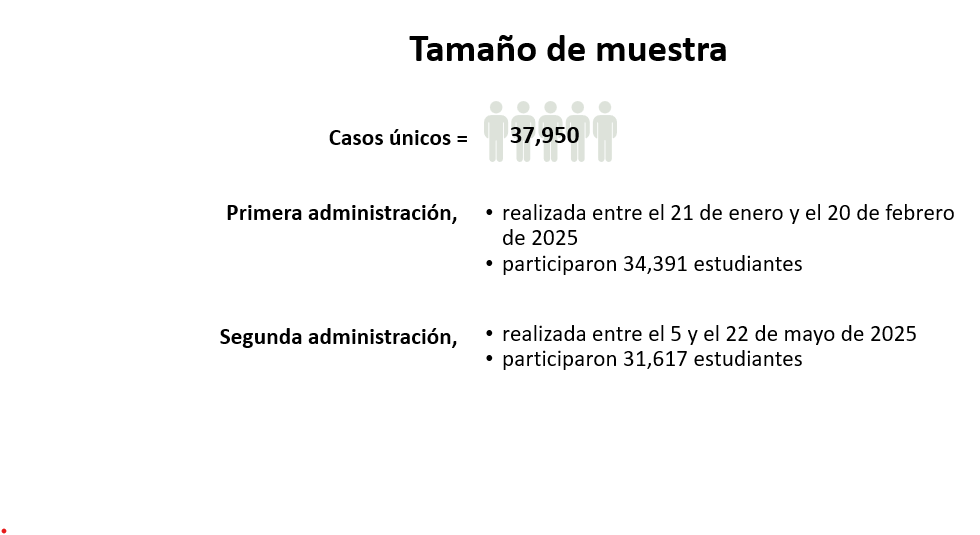 Tamaño de muestra
Casos únicos = 37,950
Primera administración,
• realizada entre el 21 de enero y el 20 de febrero
de 2025
• participaron 34,391 estudiantes
Segunda administración,
• realizada entre el 5 y el 22 de mayo de 2025
• participaron 31,617 estudiantes